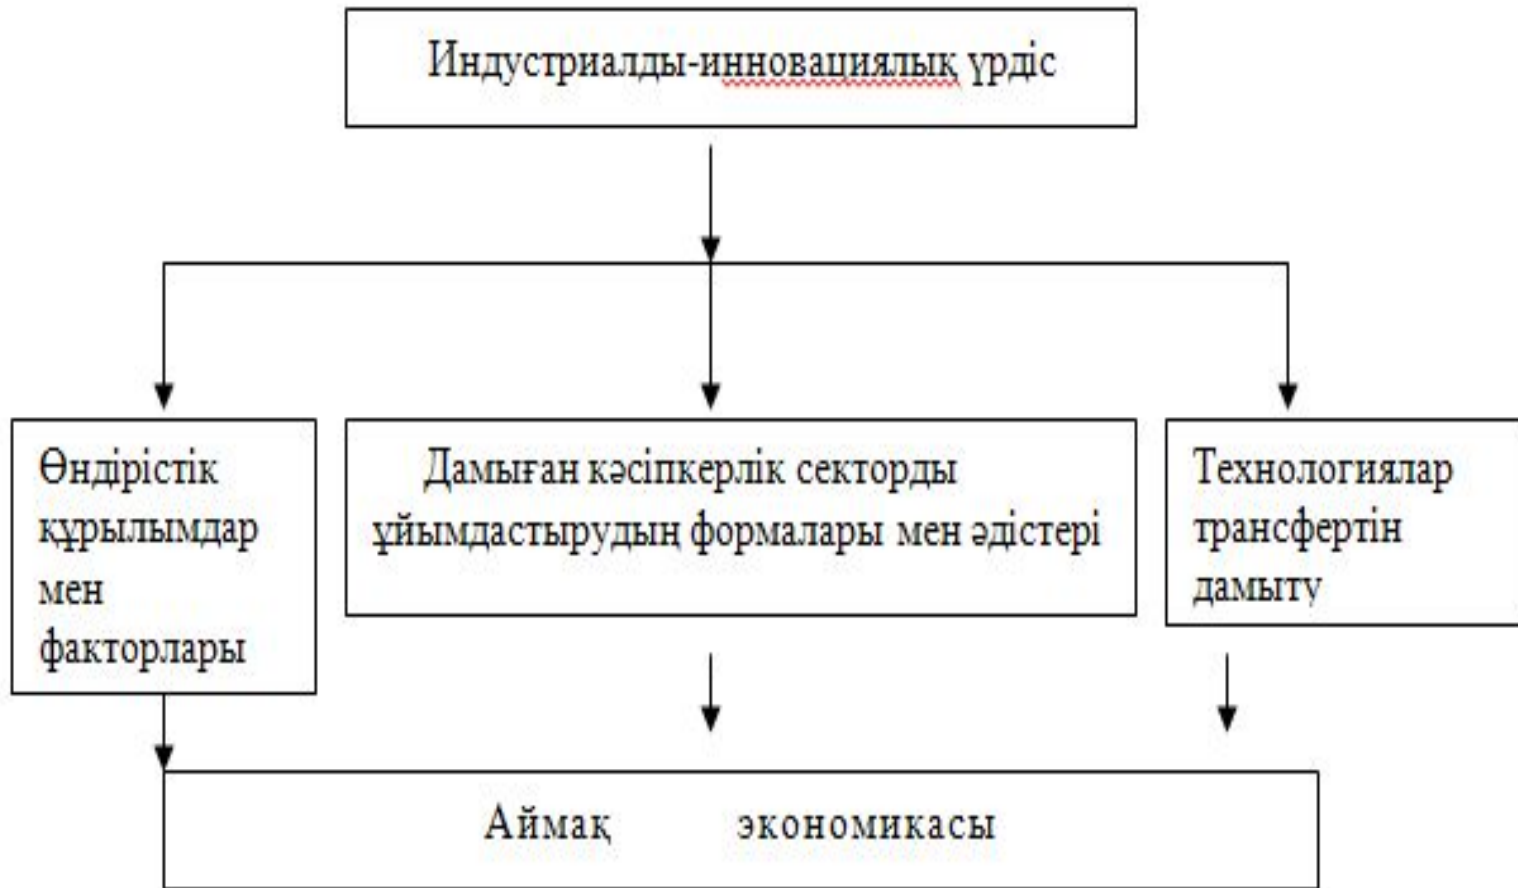 Индустриалды-инновациялық үрдіс
Өндірістік
құрылымдар
мен
факторлары
Дамыған кәсіпкерлік секторды
ұйымдастырудың формалары мен әдістері
Технологиялар
трансфертін
дамыту
Аймақ экономикасы